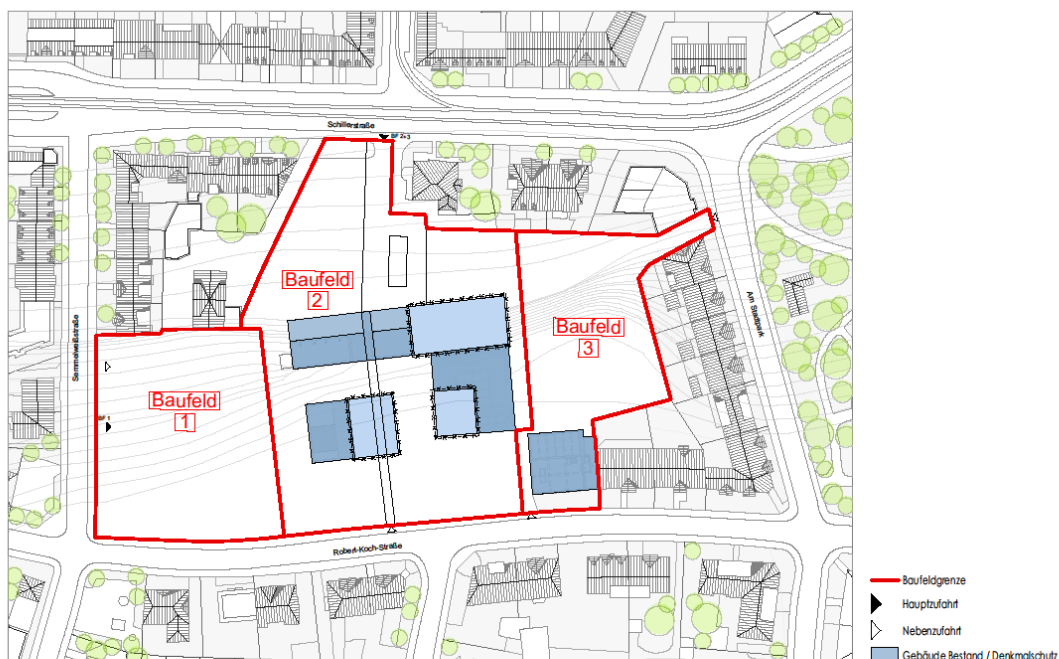 Schillerstraße
BF 2+3
Baufeld
2
Baufeld
3
Semmelweißstraße
Am Stadtpark
Baufeld
1
BF 1
Robert-Koch-Straße
Baufeldgrenze
Hauptzufahrt
Nebenzufahrt
Gebäude Bestand / Denkmalschutz